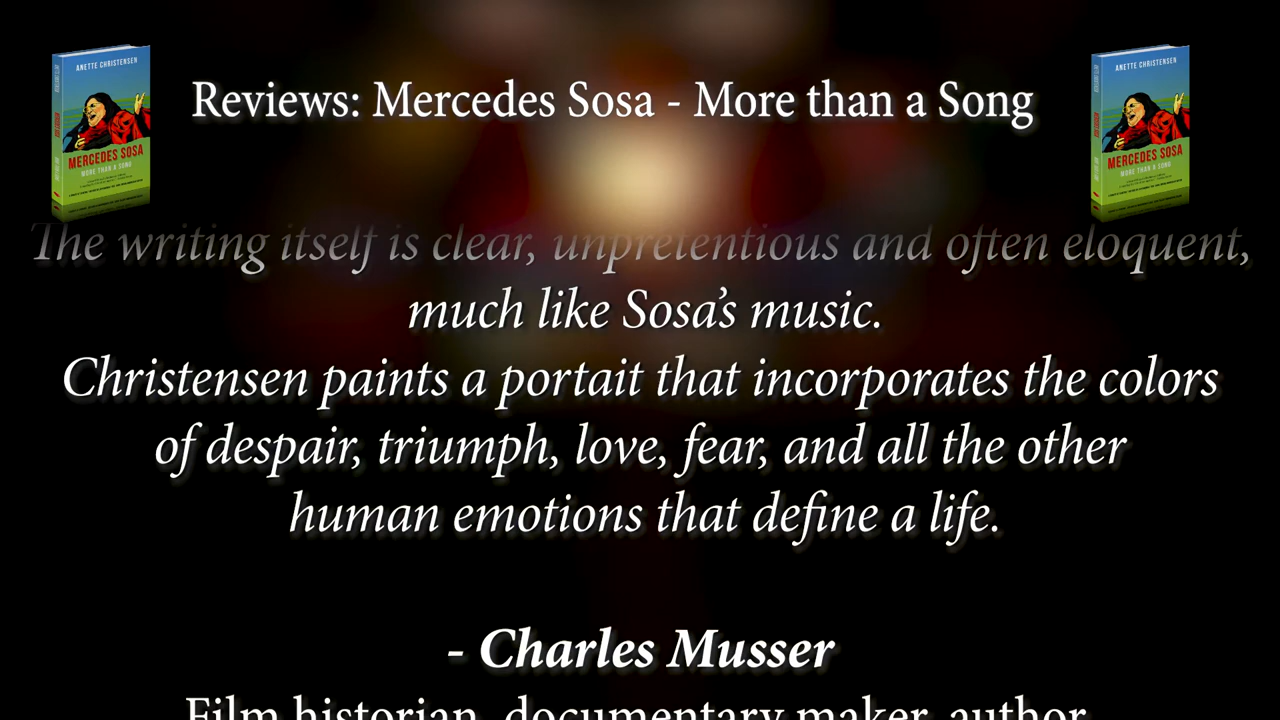 Reviews: Mercedes Sosa - More than a Song
ANETTE CHRISTENSEN
MERCEDES SOSA
MORE THAN A SONG
ANETTE CHRISTENSEN
MERCEDES SOSA
MORE THAN A SONG
The writing itself is clear, unpretentious and often eloquent,
much like Sosa's music.
Christensen paints a portait that incorporates the colors
of despair, triumph, love, fear, and all the other
human emotions that define a life.
- Charles Musser
Film historian, documentary maker, author